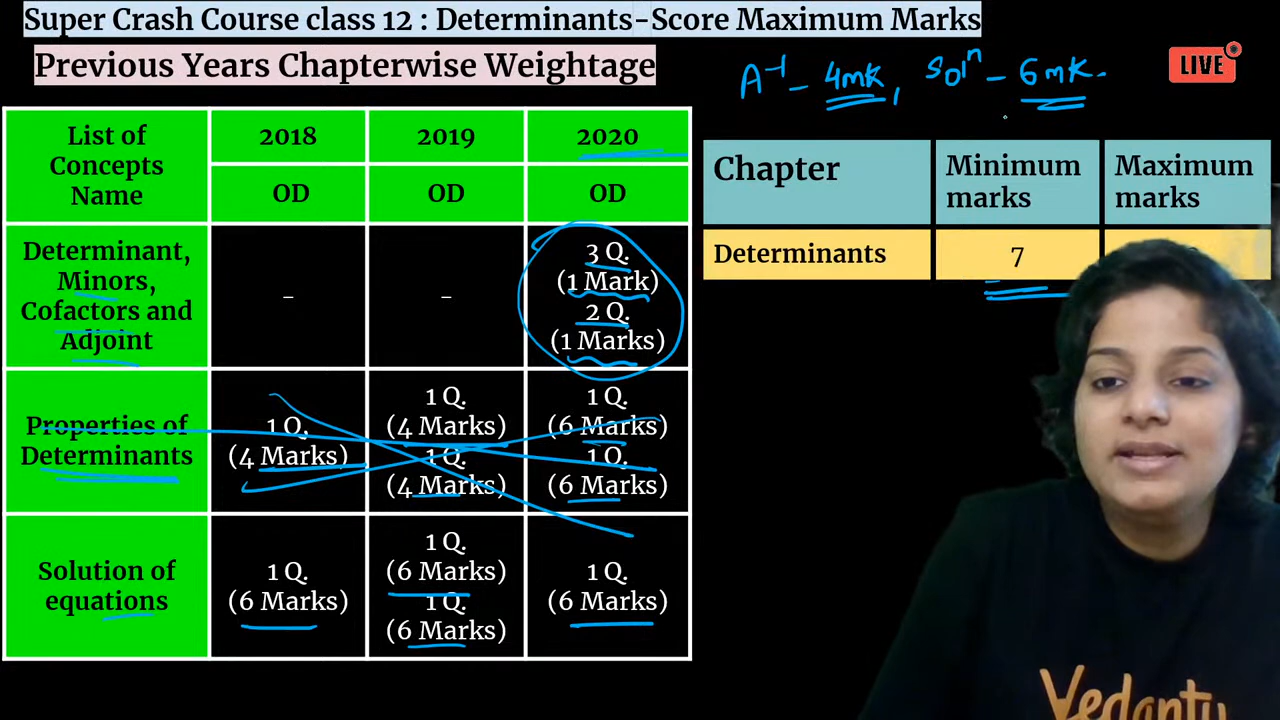 Super Crash Course class 12 : Determinants-Score Maximum Marks
Previous Years Chapterwise Weightage
A⁻¹ - 4mk, solⁿ - 6mk.
LIVE
List of
Concepts
Name
2018
2019
2020
OD
OD
OD
Determinant,
Minors,
Cofactors and
Adjoint
-
-
3 Q.
(1 Mark)
2 Q.
(1 Marks)
Properties of
Determinants
1 Q.
(4 Marks)
1 Q.
(4 Marks)
1 Q.
(4 Marks)
1 Q.
(6 Marks)
1 Q.
(6 Marks)
Solution of
equations
1 Q.
(6 Marks)
1 Q.
(6 Marks)
1 Q.
(6 Marks)
1 Q.
(6 Marks)
Chapter
Minimum
marks
Maximum
marks
Determinants
7
Vedantu